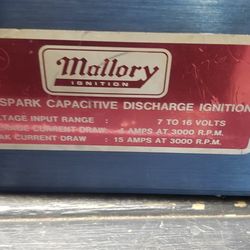 Mallory
IGNITION
SPARK CAPACITIVE DISCHARGE IGNITION
LTAGE INPUT RANGE : 7 TO 16 VOLTS
CURRENT DRAW: AMPS AT 3000 R.P.M.
AK CURRENT DRAW : 15 AMPS AT 3000 R.P.M.